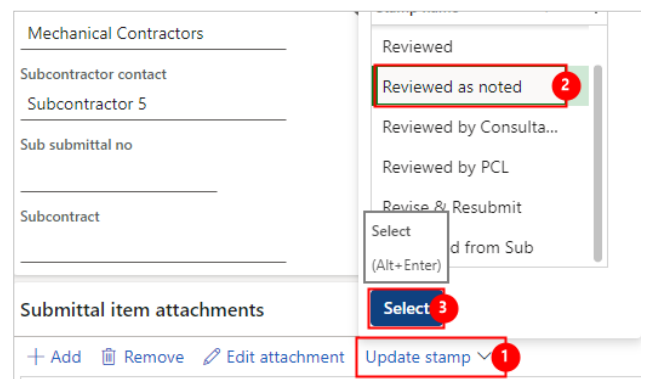 Mechanical Contractors
Subcontractor contact
Subcontractor 5
Sub submittal no
Subcontract
Reviewed
Reviewed as noted
2
Reviewed by Consulta...
Reviewed by PCL
Revise & Resubmit
d from Sub
Select
(Alt+Enter)
Submittal item attachments
Select
3
Add
Remove
Edit attachment
Update stamp
1